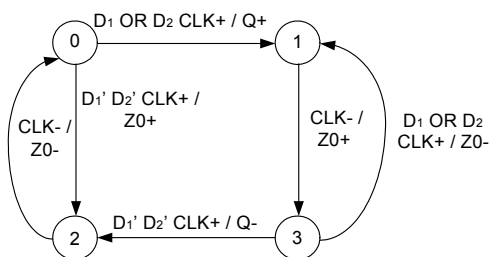 D₁ OR D₂ CLK+ / Q+
0
1
D₁' D₂' CLK+ /
Z0+
CLK- /
Z0-
CLK- /
Z0+
D₁ OR D₂
CLK+ / Z0-
D₁' D₂' CLK+ / Q-
2
3